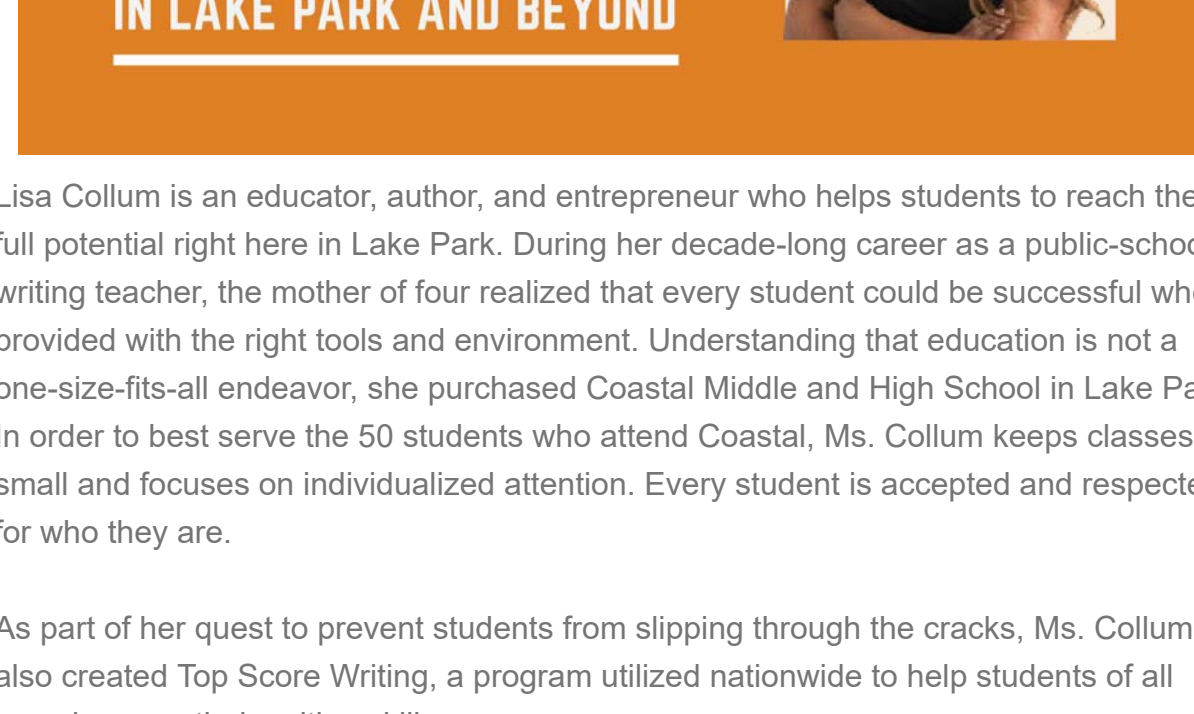 IN LAKE PARK AND BEYOND
Lisa Collum is an educator, author, and entrepreneur who helps students to reach the
full potential right here in Lake Park. During her decade-long career as a public-schoo
writing teacher, the mother of four realized that every student could be successful whe
provided with the right tools and environment. Understanding that education is not a
one-size-fits-all endeavor, she purchased Coastal Middle and High School in Lake Pa
In order to best serve the 50 students who attend Coastal, Ms. Collum keeps classes
small and focuses on individualized attention. Every student is accepted and respecte
for who they are.
As part of her quest to prevent students from slipping through the cracks, Ms. Collum
also created Top Score Writing, a program utilized nationwide to help students of all